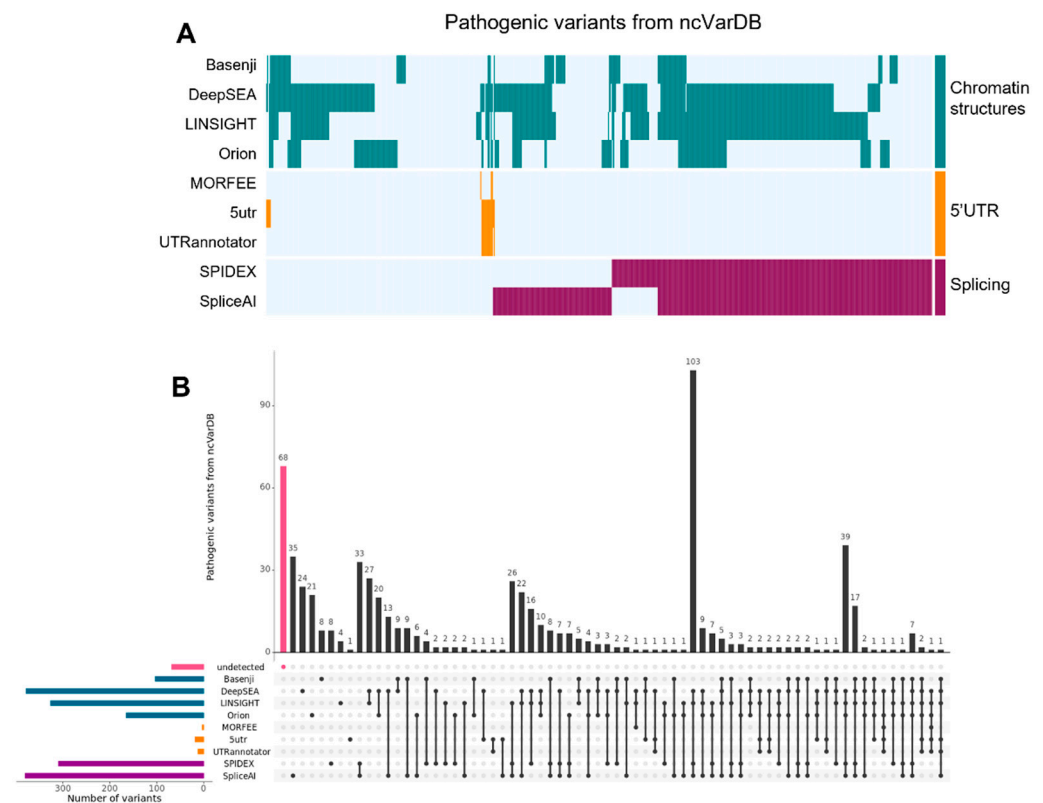 Pathogenic variants from ncVarDB
A
Basenji
DeepSEA
LINSIGHT
Orion
Chromatin
structures
MORFEE
5utr
UTRannotator
5'UTR
SPIDEX
SpliceAI
Splicing
B
Pathogenic variants from ncVarDB
90
60
30
0
68 35 24 21 8 8 4 1 33 27 20 13 9 9 6 4 2 2 2 2 1 1 1 1 26 22 16 10 8 7 7 5 4 3 3 2 2 1 1 1 1 1 1 103 9 7 5 3 3 2 2 2 2 2 2 2 1 1 1 39 17 2 1 1 1 1 7 2 1 1
undetected
Basenji
DeepSEA
LINSIGHT
Orion
MORFEE
5utr
UTRannotator
SPIDEX
SpliceAI
300 200 100 0
Number of variants